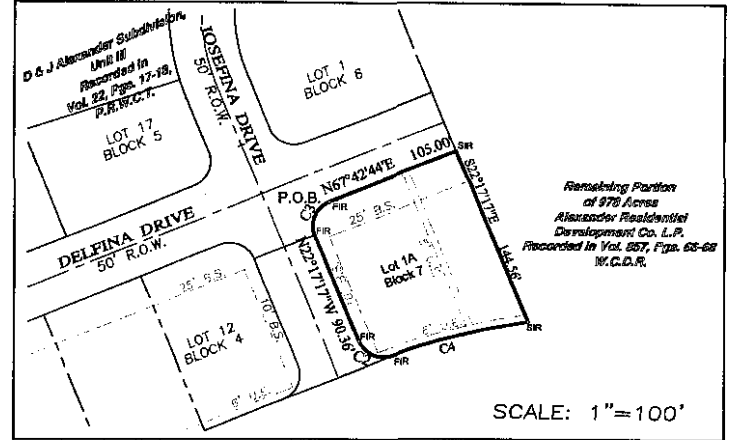 D & J Alexander Subdivision,
Unit III
Recorded in
Vol. 22, Pgs. 17-18,
P.R.W.C.T.
JOSEFINA DRIVE
50' R.O.W.
LOT 1
BLOCK 6
LOT 17
BLOCK 5
P.O.B.
N67°42'44"E 105.00'
SIR
DELFINA DRIVE
50' R.O.W.
C3
FIR
FIR
25' B.S.
S22°17'17"E 144.56'
Remaining Portion
of 978 Acres
Alexander Residential
Development Co. L.P.
Recorded in Vol. 857, Pgs. 66-68
W.C.D.R.
Lot 1A
Block 7
N22°17'17"W 90.36'
25' B.S.
10' B.S.
LOT 12
BLOCK 4
U.S.
FIR
C2
FIR
U.S.
C4
SIR
SCALE: 1"=100'